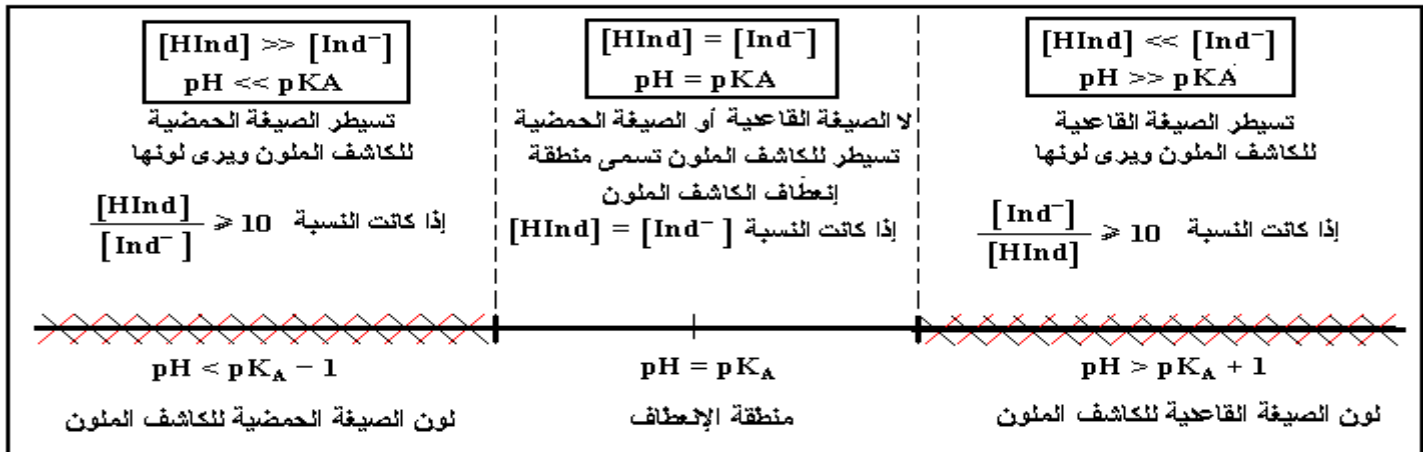 [HInd] >> [Ind⁻]
pH << pKA
تسيطر الصيغة الحمضية
للكاشف الملون ويرى لونها
إذا كانت النسبة [HInd]/[Ind⁻] ⩾ 10
pH < pK_A − 1
لون الصيغة الحمضية للكاشف الملون
[HInd] = [Ind⁻]
pH = pKA
لا الصيغة القاعدية أو الصيغة الحمضية
تسيطر للكاشف الملون تسمى منطقة
إنعطاف الكاشف الملون
إذا كانت النسبة [HInd] = [Ind⁻]
pH = pK_A
منطقة الإنعطاف
[HInd] << [Ind⁻]
pH >> pKA
تسيطر الصيغة القاعدية
للكاشف الملون ويرى لونها
إذا كانت النسبة [Ind⁻]/[HInd] ⩾ 10
pH > pK_A + 1
لون الصيغة القاعدية للكاشف الملون